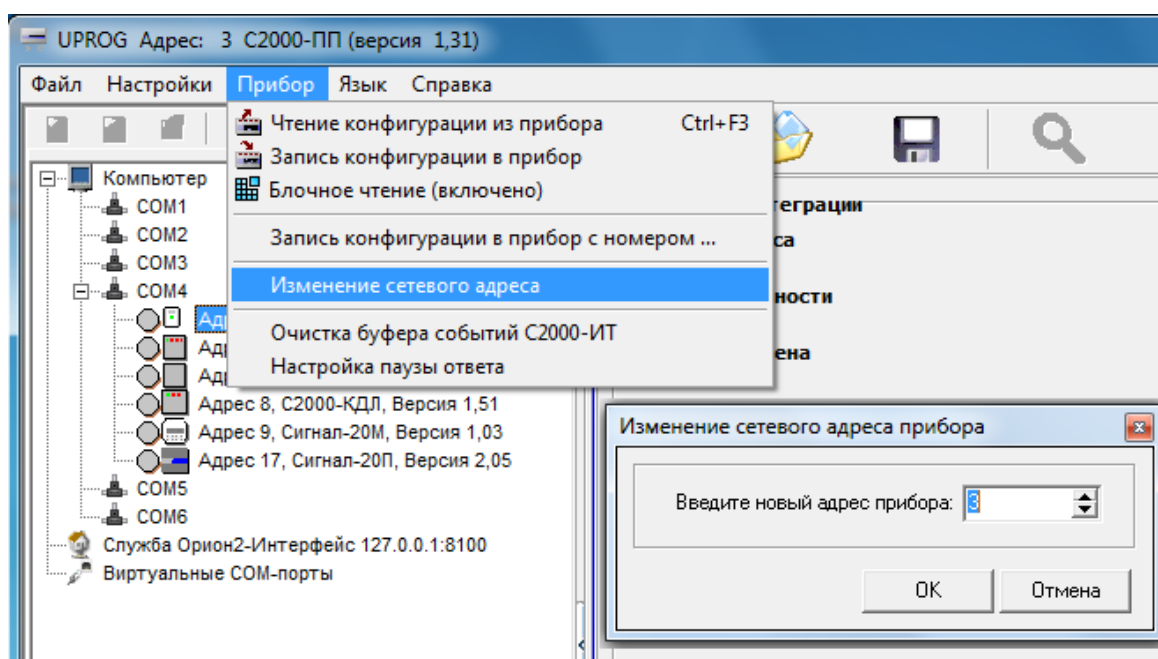 UPROG Адрес: 3 С2000-ПП (версия 1,31)
Файл Настройки Прибор Язык Справка
Чтение конфигурации из прибора Ctrl+F3
Запись конфигурации в прибор
Блочное чтение (включено)
Запись конфигурации в прибор с номером ...
Изменение сетевого адреса
Очистка буфера событий С2000-ИТ
Настройка паузы ответа
Компьютер
COM1
COM2
COM3
COM4
Адрес 8, С2000-КДЛ, Версия 1,51
Адрес 9, Сигнал-20М, Версия 1,03
Адрес 17, Сигнал-20П, Версия 2,05
COM5
COM6
Служба Орион2-Интерфейс 127.0.0.1:8100
Виртуальные COM-порты
Изменение сетевого адреса прибора
Введите новый адрес прибора: 3
OK Отмена